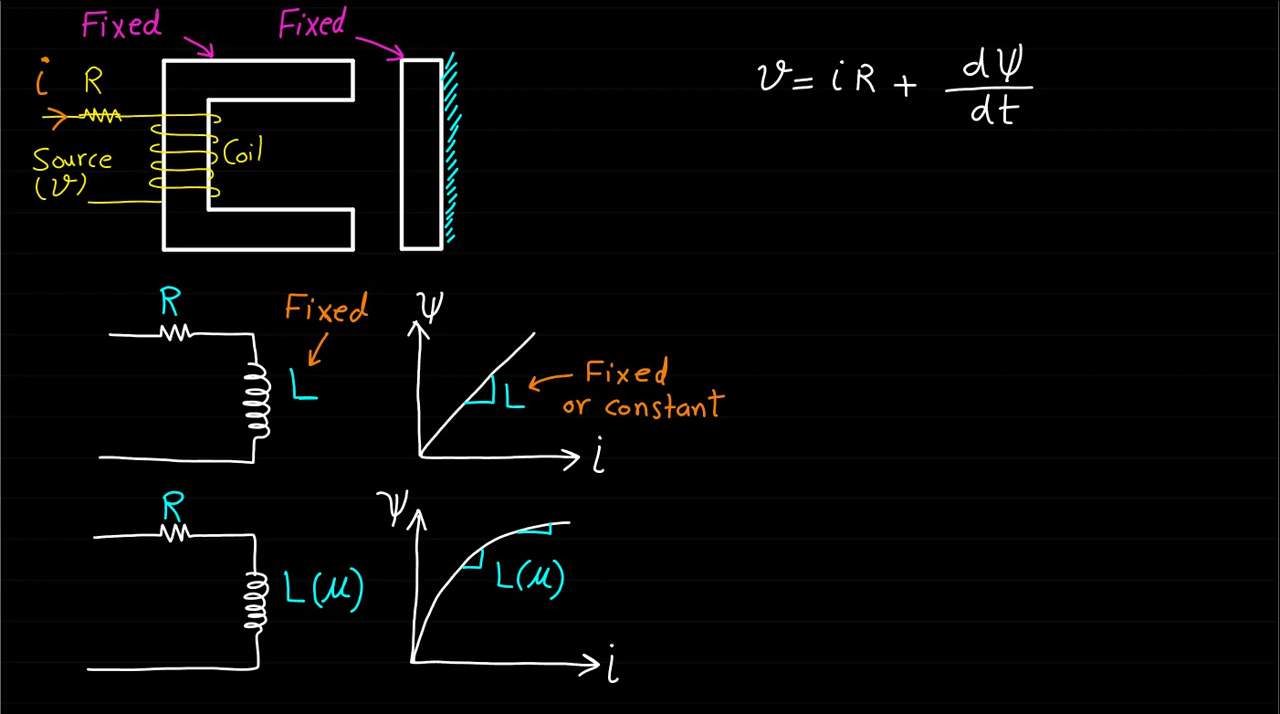 Fixed
Fixed
i
R
Source
(v)
Coil
v = iR + dΨ/dt
R
Fixed
L
Ψ
L
Fixed
or constant
i
R
L(μ)
Ψ
L(μ)
i